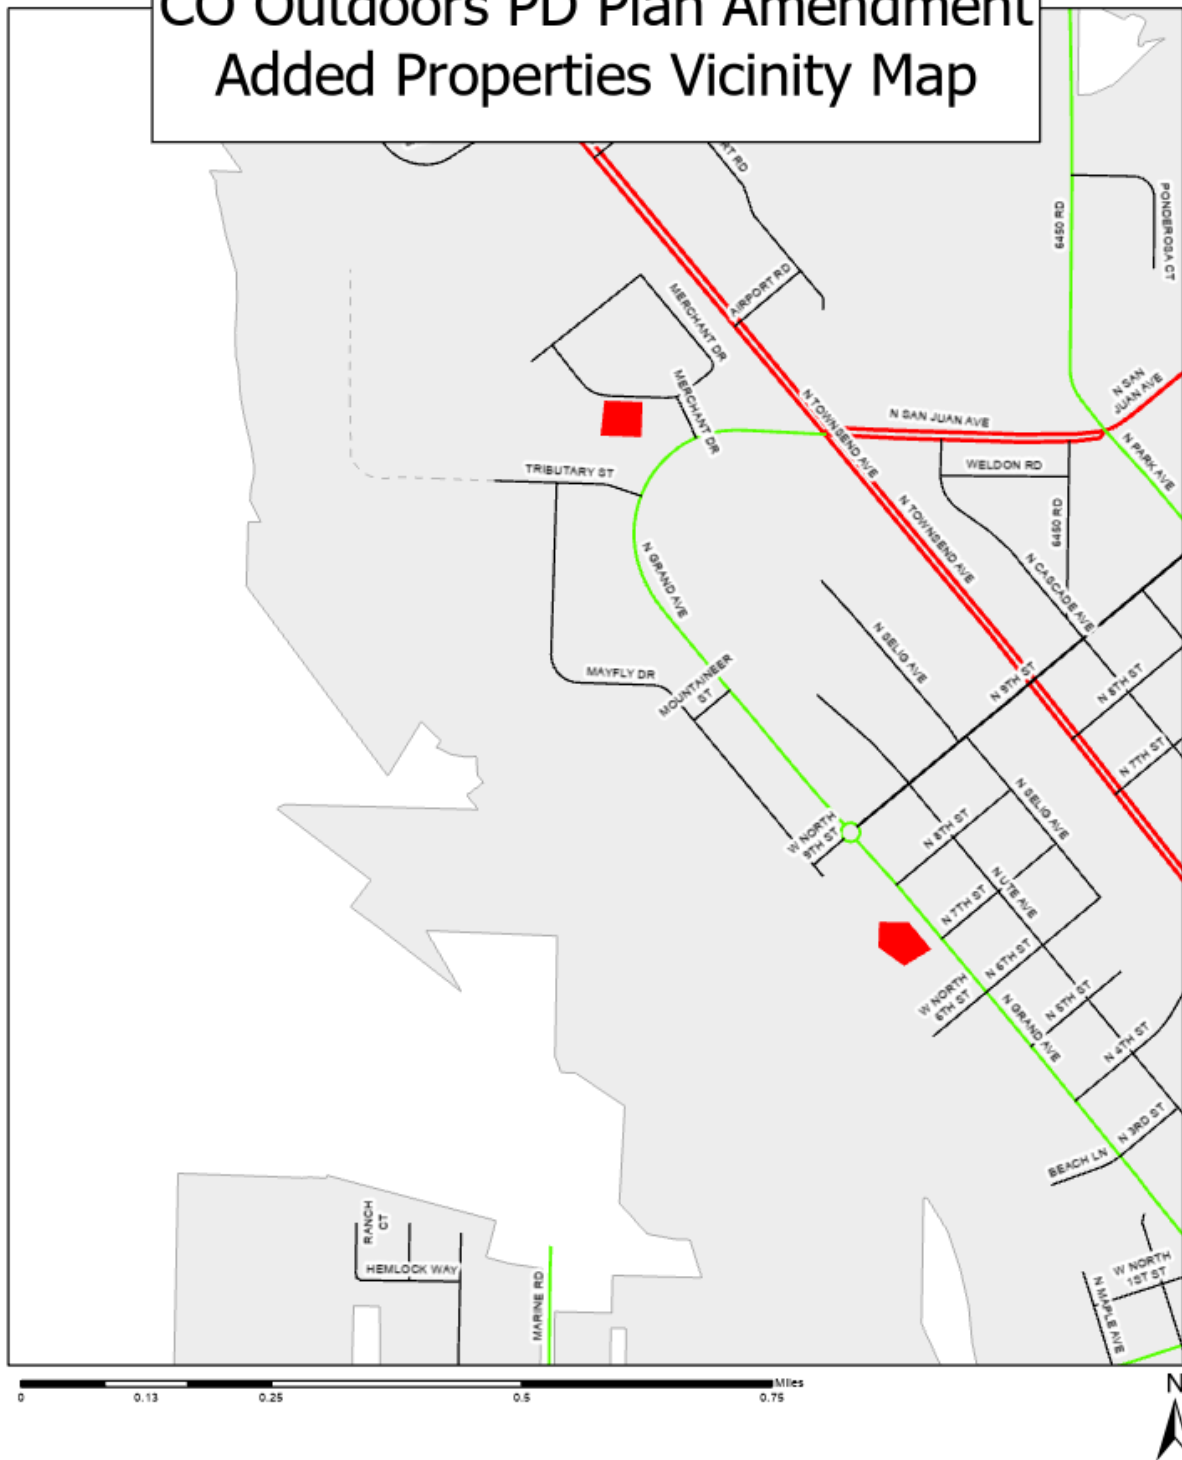 CO Outdoors PD Plan Amendment
Added Properties Vicinity Map
RT RD
6450 RD
PONDEROSA CT
AIRPORT RD
MERCHANT DR
MERCHANT DR
N TOWNSEND AVE
N SAN JUAN AVE
N SAN
JUAN AVE
N PARK AVE
WELDON RD
TRIBUTARY ST
N TOWNSEND AVE
6450 RD
N GRAND AVE
N CASCADE AVE
N SELIG AVE
N 9TH ST
MAYFLY DR
MOUNTAINEER
ST
N 8TH ST
N 7TH ST
W NORTH
9TH ST
N 8TH ST
N SELIG AVE
N 7TH ST
N UTE AVE
N 6TH ST
W NORTH
6TH ST
N GRAND AVE
N 5TH ST
N 4TH ST
N 3RD ST
BEACH LN
RANCH
CT
HEMLOCK WAY
MARINE RD
W NORTH
1ST ST
N MAPLE AVE
Miles
0 0.13 0.25 0.5 0.75
N